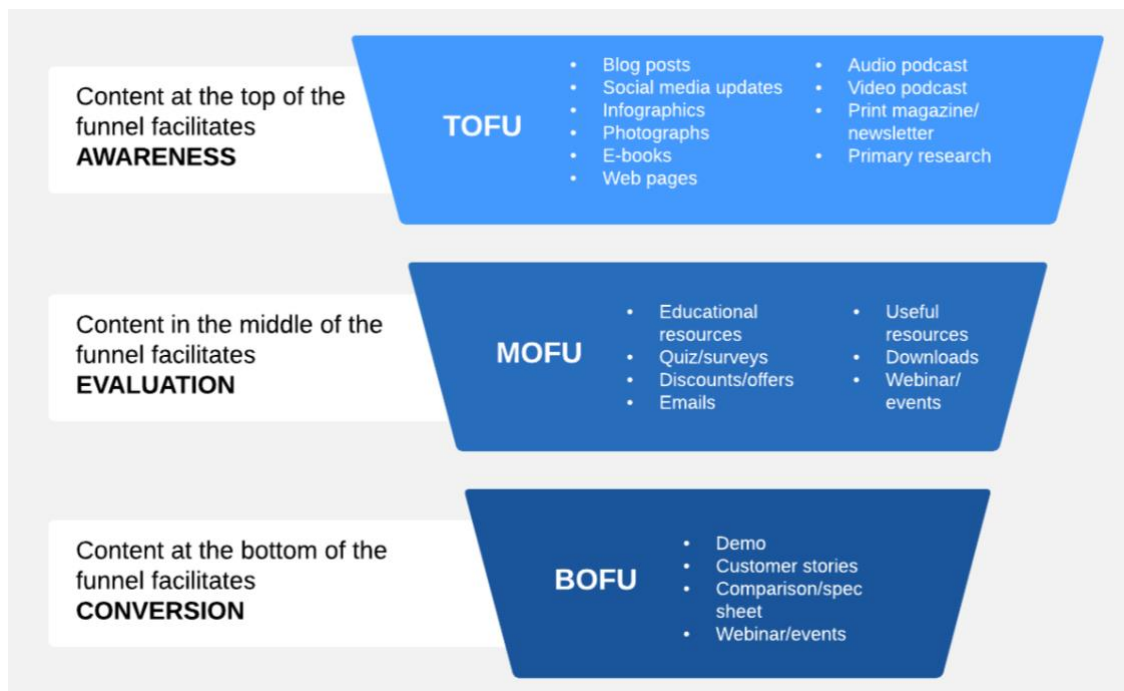 Content at the top of the
funnel facilitates
AWARENESS
TOFU
• Blog posts
• Social media updates
• Infographics
• Photographs
• E-books
• Web pages
• Audio podcast
• Video podcast
• Print magazine/
newsletter
• Primary research
Content in the middle of the
funnel facilitates
EVALUATION
MOFU
• Educational
resources
• Quiz/surveys
• Discounts/offers
• Emails
• Useful
resources
• Downloads
• Webinar/
events
Content at the bottom of the
funnel facilitates
CONVERSION
BOFU
• Demo
• Customer stories
• Comparison/spec
sheet
• Webinar/events